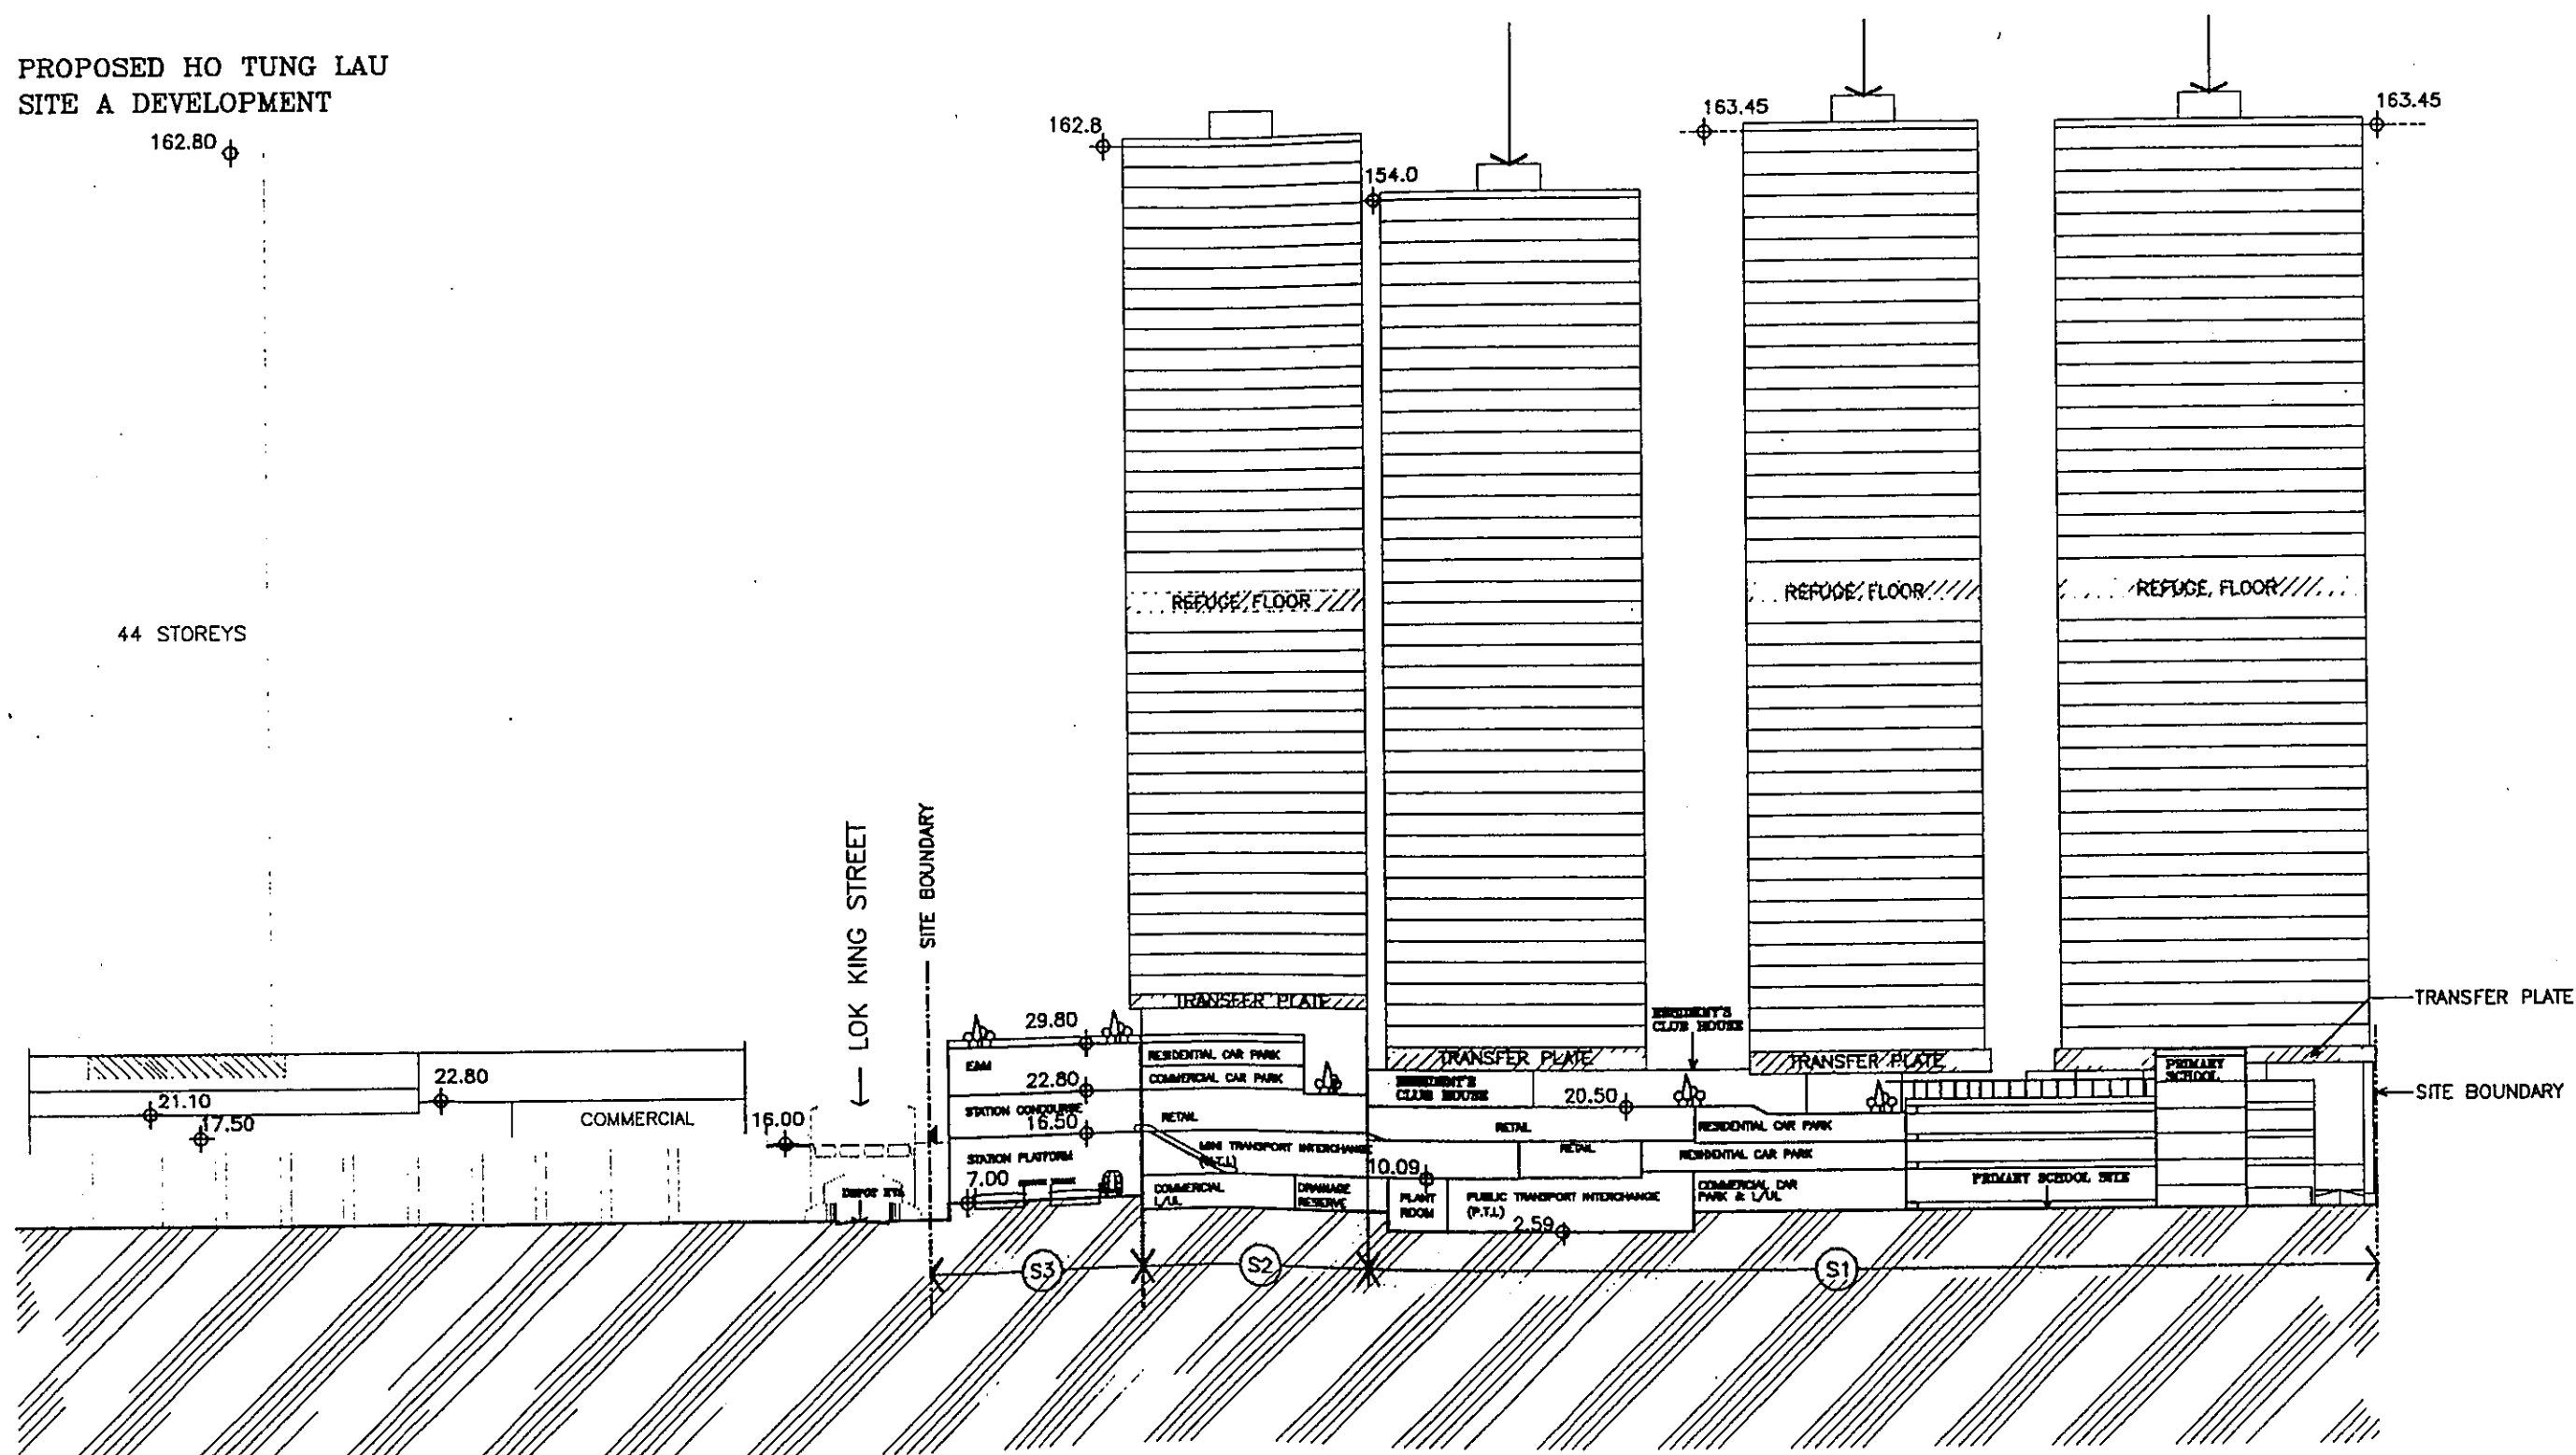 PROPOSED HO TUNG LAU
SITE A DEVELOPMENT
162.80
162.8
154.0
163.45
163.45
REFUGE FLOOR
REFUGE FLOOR
REFUGE FLOOR
44 STOREYS
LOK KING STREET
SITE BOUNDARY
TRANSFER PLATE
TRANSFER PLATE
TRANSFER PLATE
TRANSFER PLATE
RESIDENT'S
CLUB HOUSE
29.80
E&M
RESIDENTIAL CAR PARK
COMMERCIAL CAR PARK
22.80
22.80
21.10
17.50
COMMERCIAL
16.00
STATION CONCOURSE
16.50
RETAIL
RESIDENT'S
CLUB HOUSE
20.50
RETAIL
RESIDENTIAL CAR PARK
PRIMARY
SCHOOL
SITE BOUNDARY
MINI TRANSPORT INTERCHANGE
RETAIL
RESIDENTIAL CAR PARK
STATION PLATFORM
7.00
10.09
COMMERCIAL
L/UL
DRAINAGE
RESERVE
PLANT
ROOM
PUBLIC TRANSPORT INTERCHANGE
(P.T.I.)
2.59
COMMERCIAL CAR
PARK & L/UL
PRIMARY SCHOOL SITE
S3
S2
S1